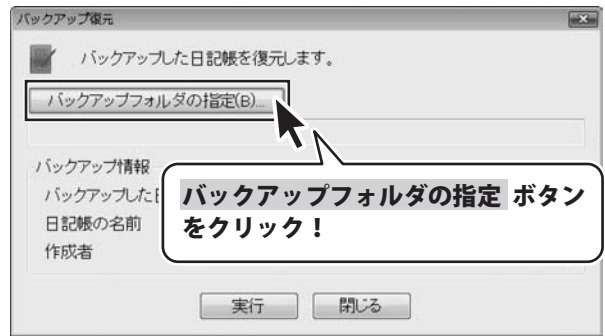 バックアップ復元
バックアップした日記帳を復元します。
バックアップフォルダの指定(B)...
バックアップ情報
バックアップした
日記帳の名前
作成者
バックアップフォルダの指定 ボタン
をクリック!
実行
閉じる